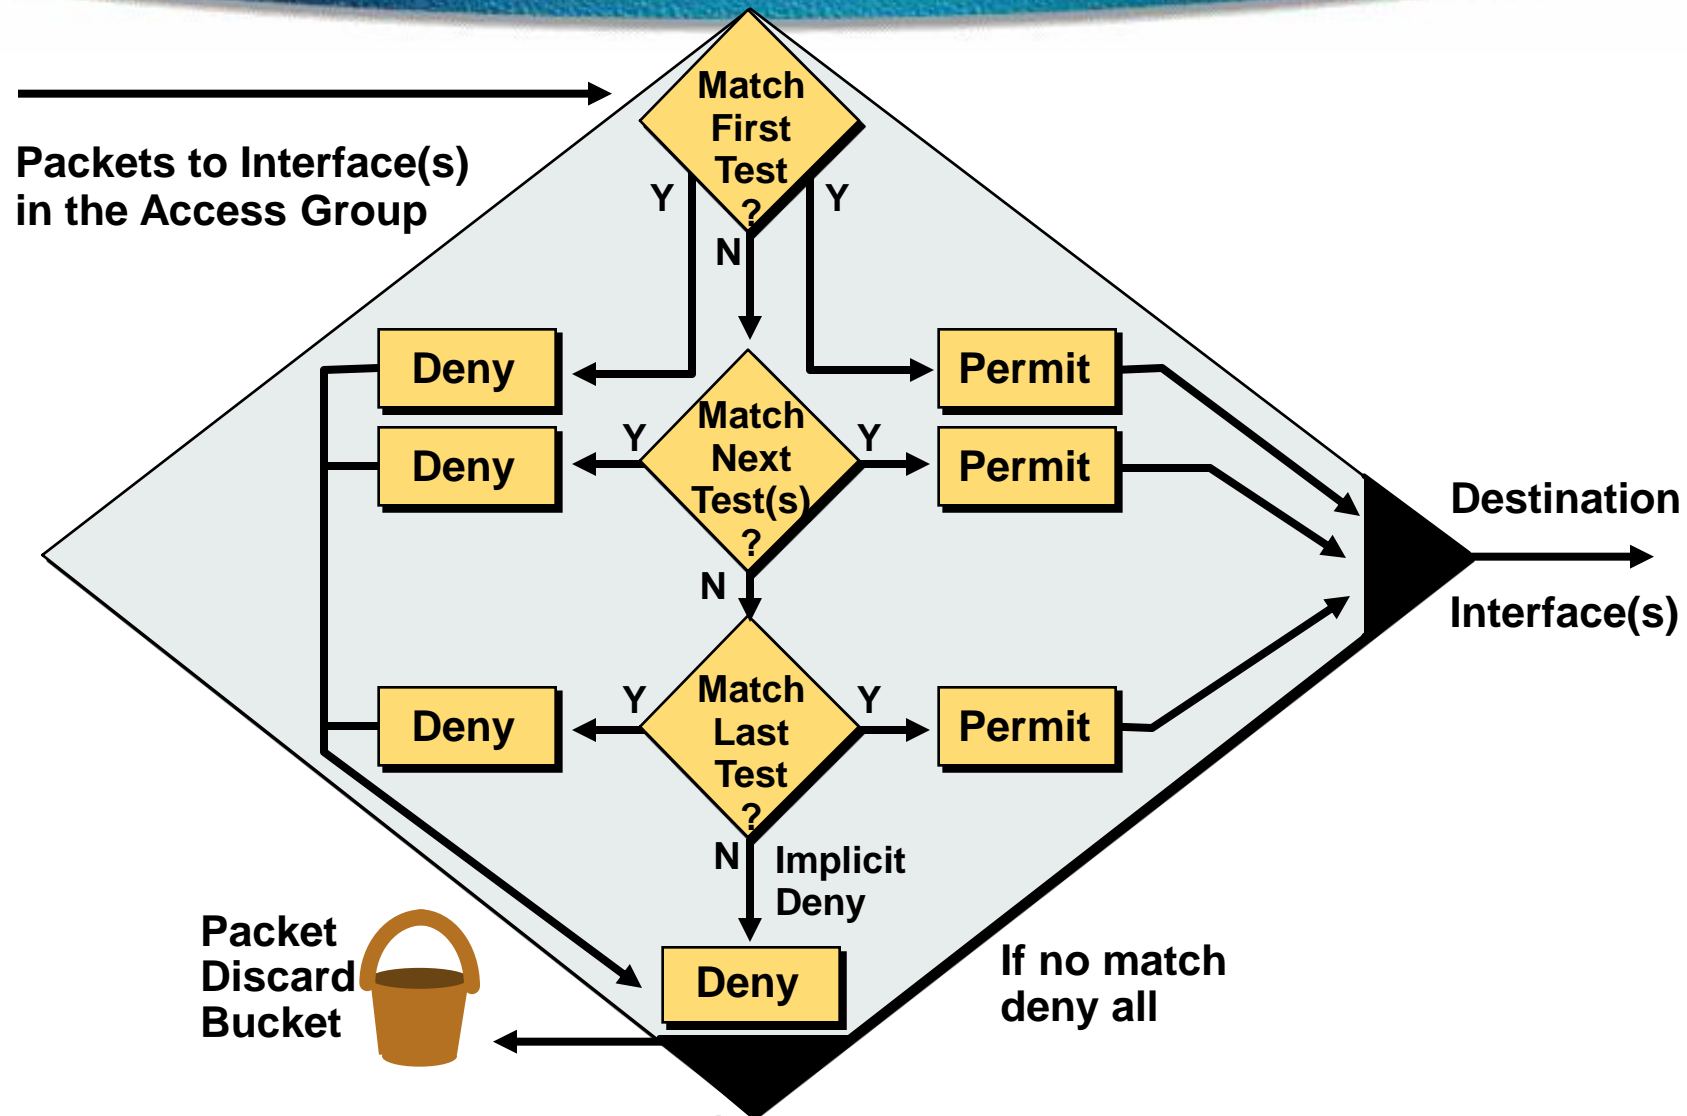 Match
First
Test
?
Packets to Interface(s)
in the Access Group
Y
Y
N
Deny
Permit
Match
Next
Test(s)
?
Y
Y
Deny
Permit
Destination
Interface(s)
N
Match
Last
Test
?
Y
Y
Deny
Permit
N
Implicit
Deny
Packet
Discard
Bucket
Deny
If no match
deny all